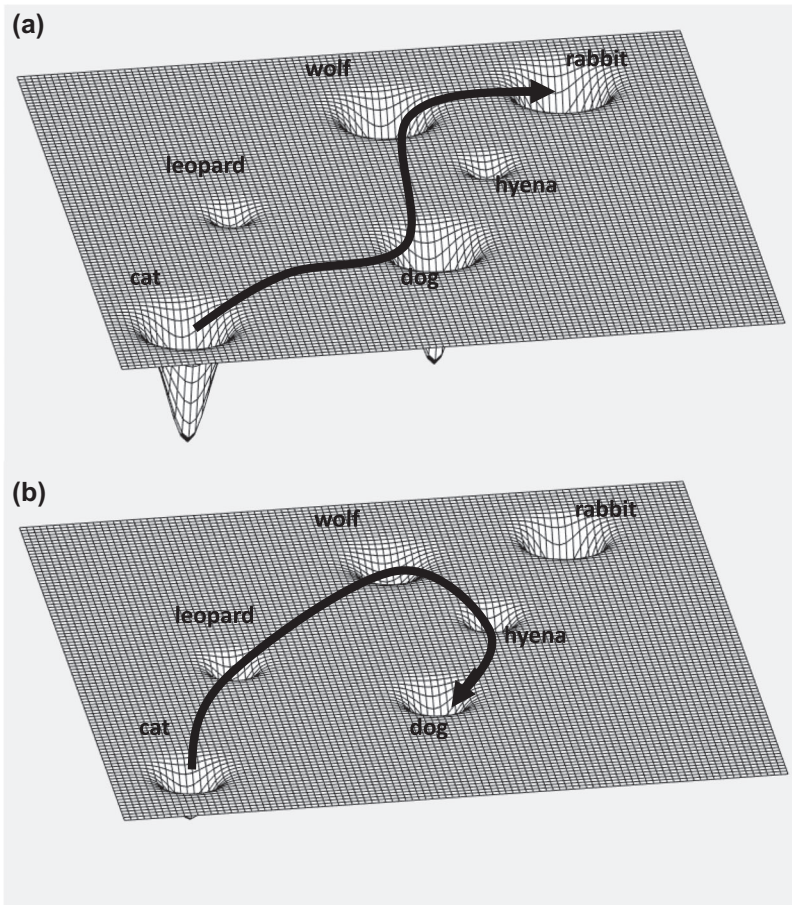 (a)
wolf
rabbit
leopard
hyena
cat
dog
(b)
wolf
rabbit
leopard
hyena
cat
dog